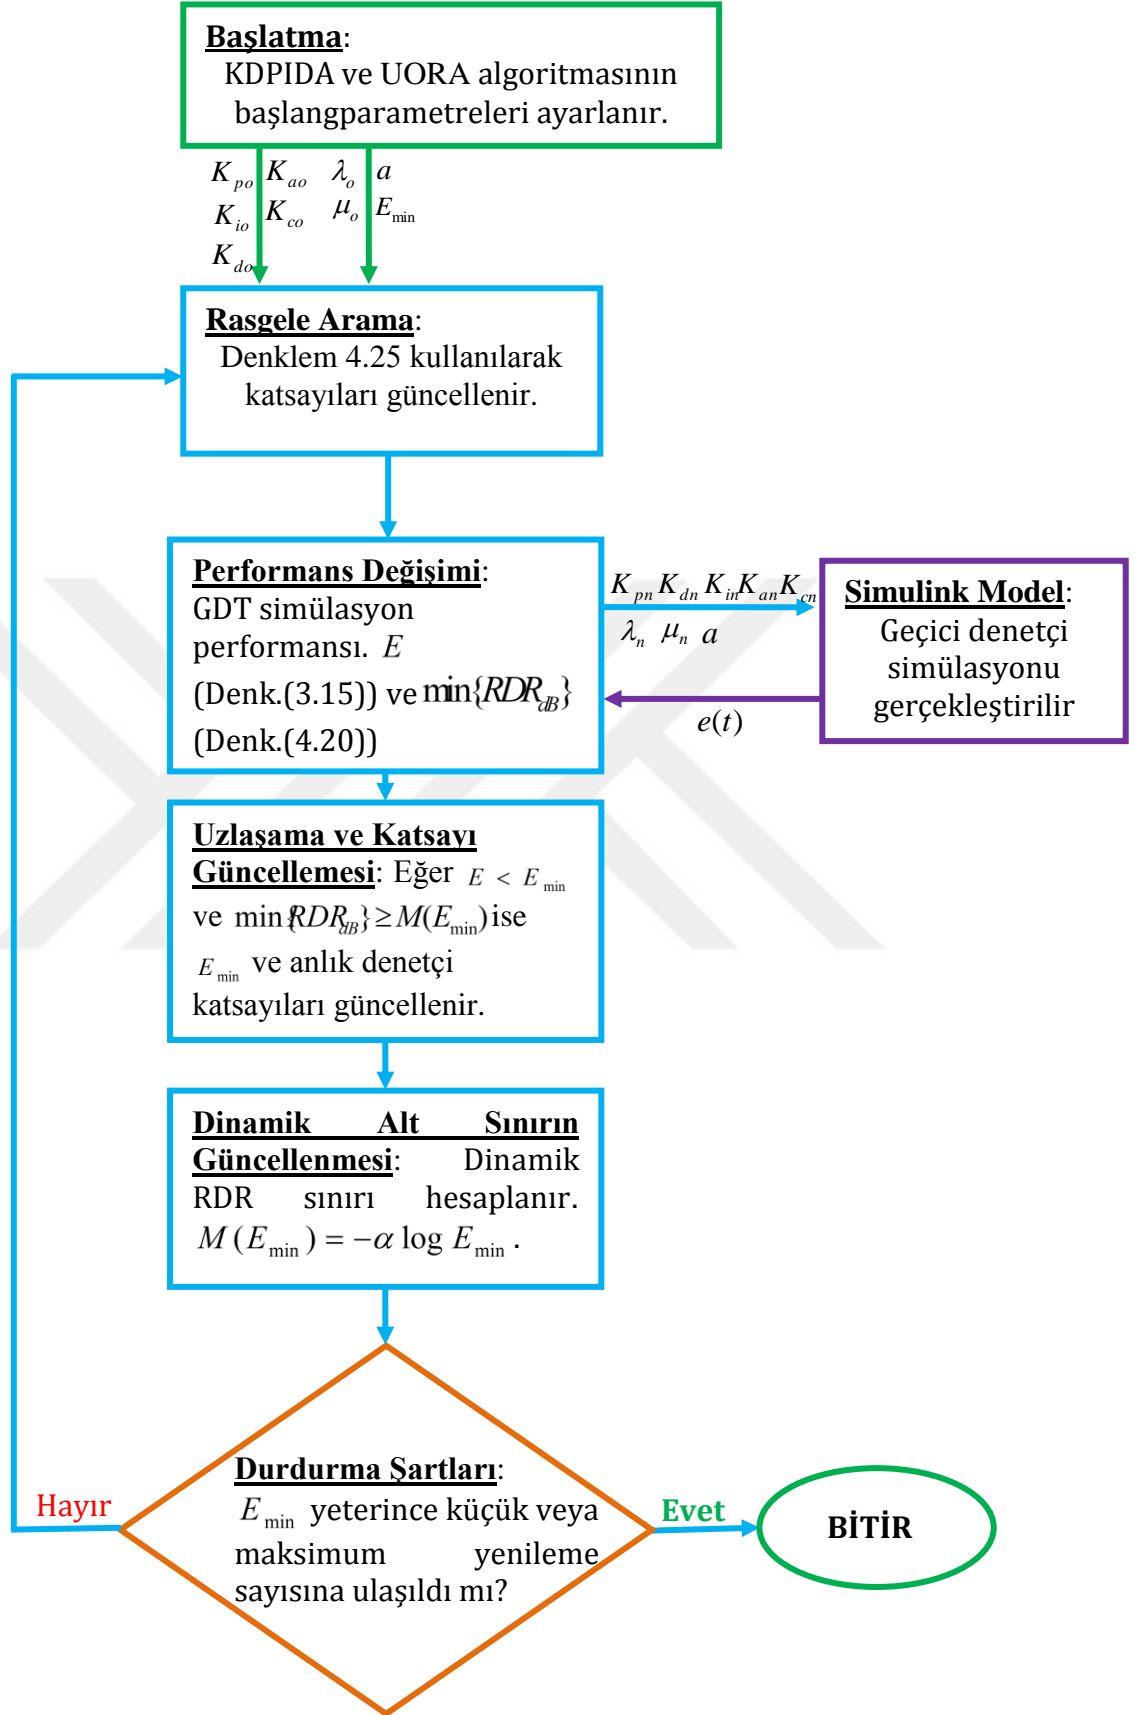 Başlatma:
KDPIDA ve UORA algoritmasının
başlangparametreleri ayarlanır.
K_po K_ao λ_o a
K_io K_co μ_o E_min
K_do
Rasgele Arama:
Denklem 4.25 kullanılarak
katsayıları güncellenir.
Performans Değişimi:
GDT simülasyon
performansı. E
(Denk.(3.15)) ve min{RDR_dB}
(Denk.(4.20))
K_pn K_dn K_in K_an K_cn
λ_n μ_n a
e(t)
Simulink Model:
Geçici denetçi
simülasyonu
gerçekleştirilir
Uzlaşama ve Katsayı
Güncellemesi: Eğer E < E_min
ve min{RDR_dB} ≥ M(E_min) ise
E_min ve anlık denetçi
katsayıları güncellenir.
Dinamik Alt Sınırın
Güncellenmesi: Dinamik
RDR sınırı hesaplanır.
M(E_min) = −α log E_min .
Durdurma Şartları:
E_min yeterince küçük veya
maksimum yenileme
sayısına ulaşıldı mı?
Hayır
Evet
BİTİR